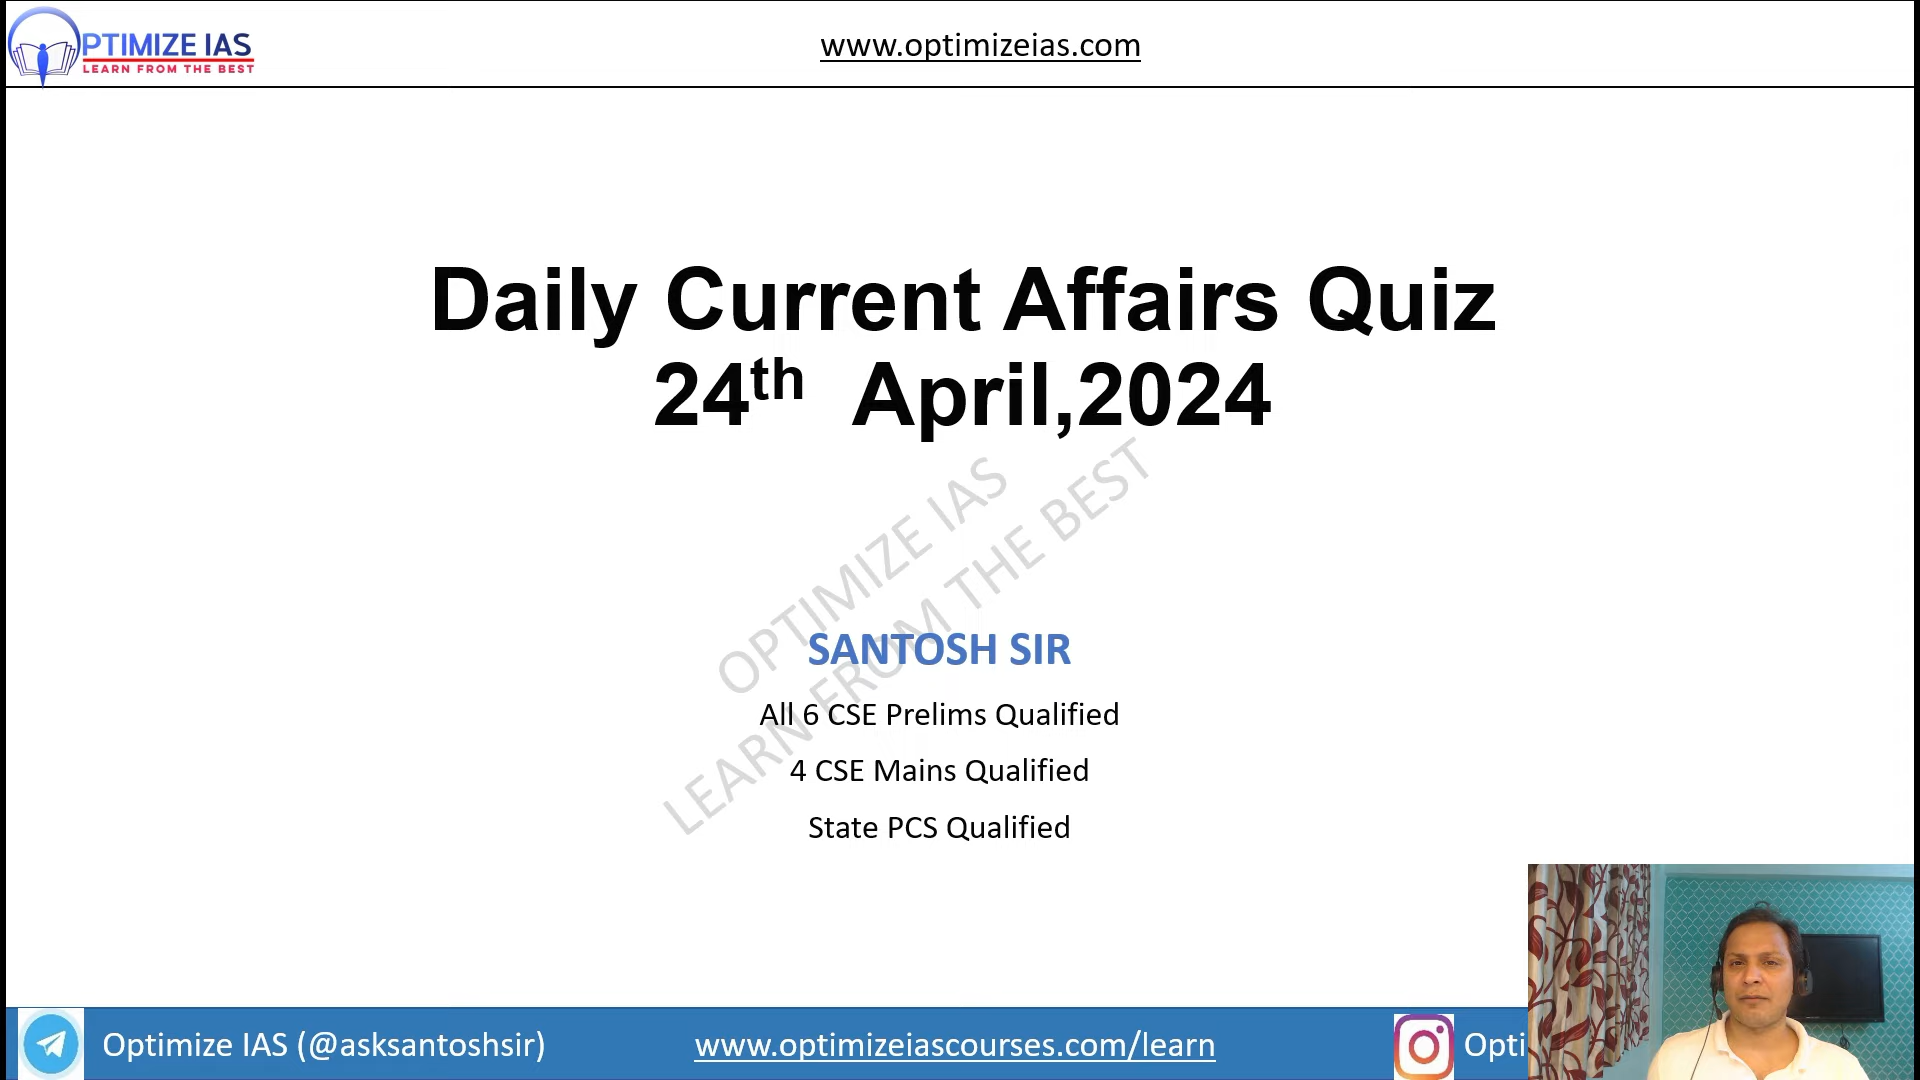 PTIMIZE IAS
LEARN FROM THE BEST
www.optimizeias.com
Daily Current Affairs Quiz
24th April,2024
OPTIMIZE IAS
LEARN FROM THE BEST
SANTOSH SIR
All 6 CSE Prelims Qualified
4 CSE Mains Qualified
State PCS Qualified
Optimize IAS (@asksantoshsir)
www.optimizeiascourses.com/learn
Opti